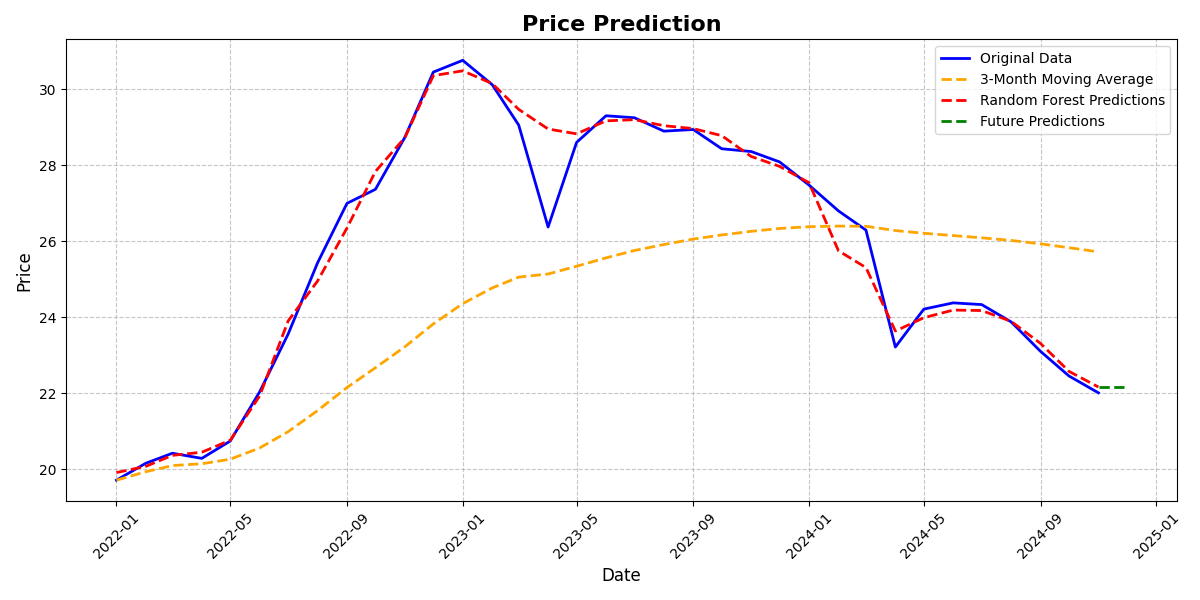 Price Prediction
Original Data
3-Month Moving Average
Random Forest Predictions
Future Predictions
Price
30
28
26
24
22
20
2022-01
2022-05
2022-09
2023-01
2023-05
2023-09
2024-01
2024-05
2024-09
2025-01
Date